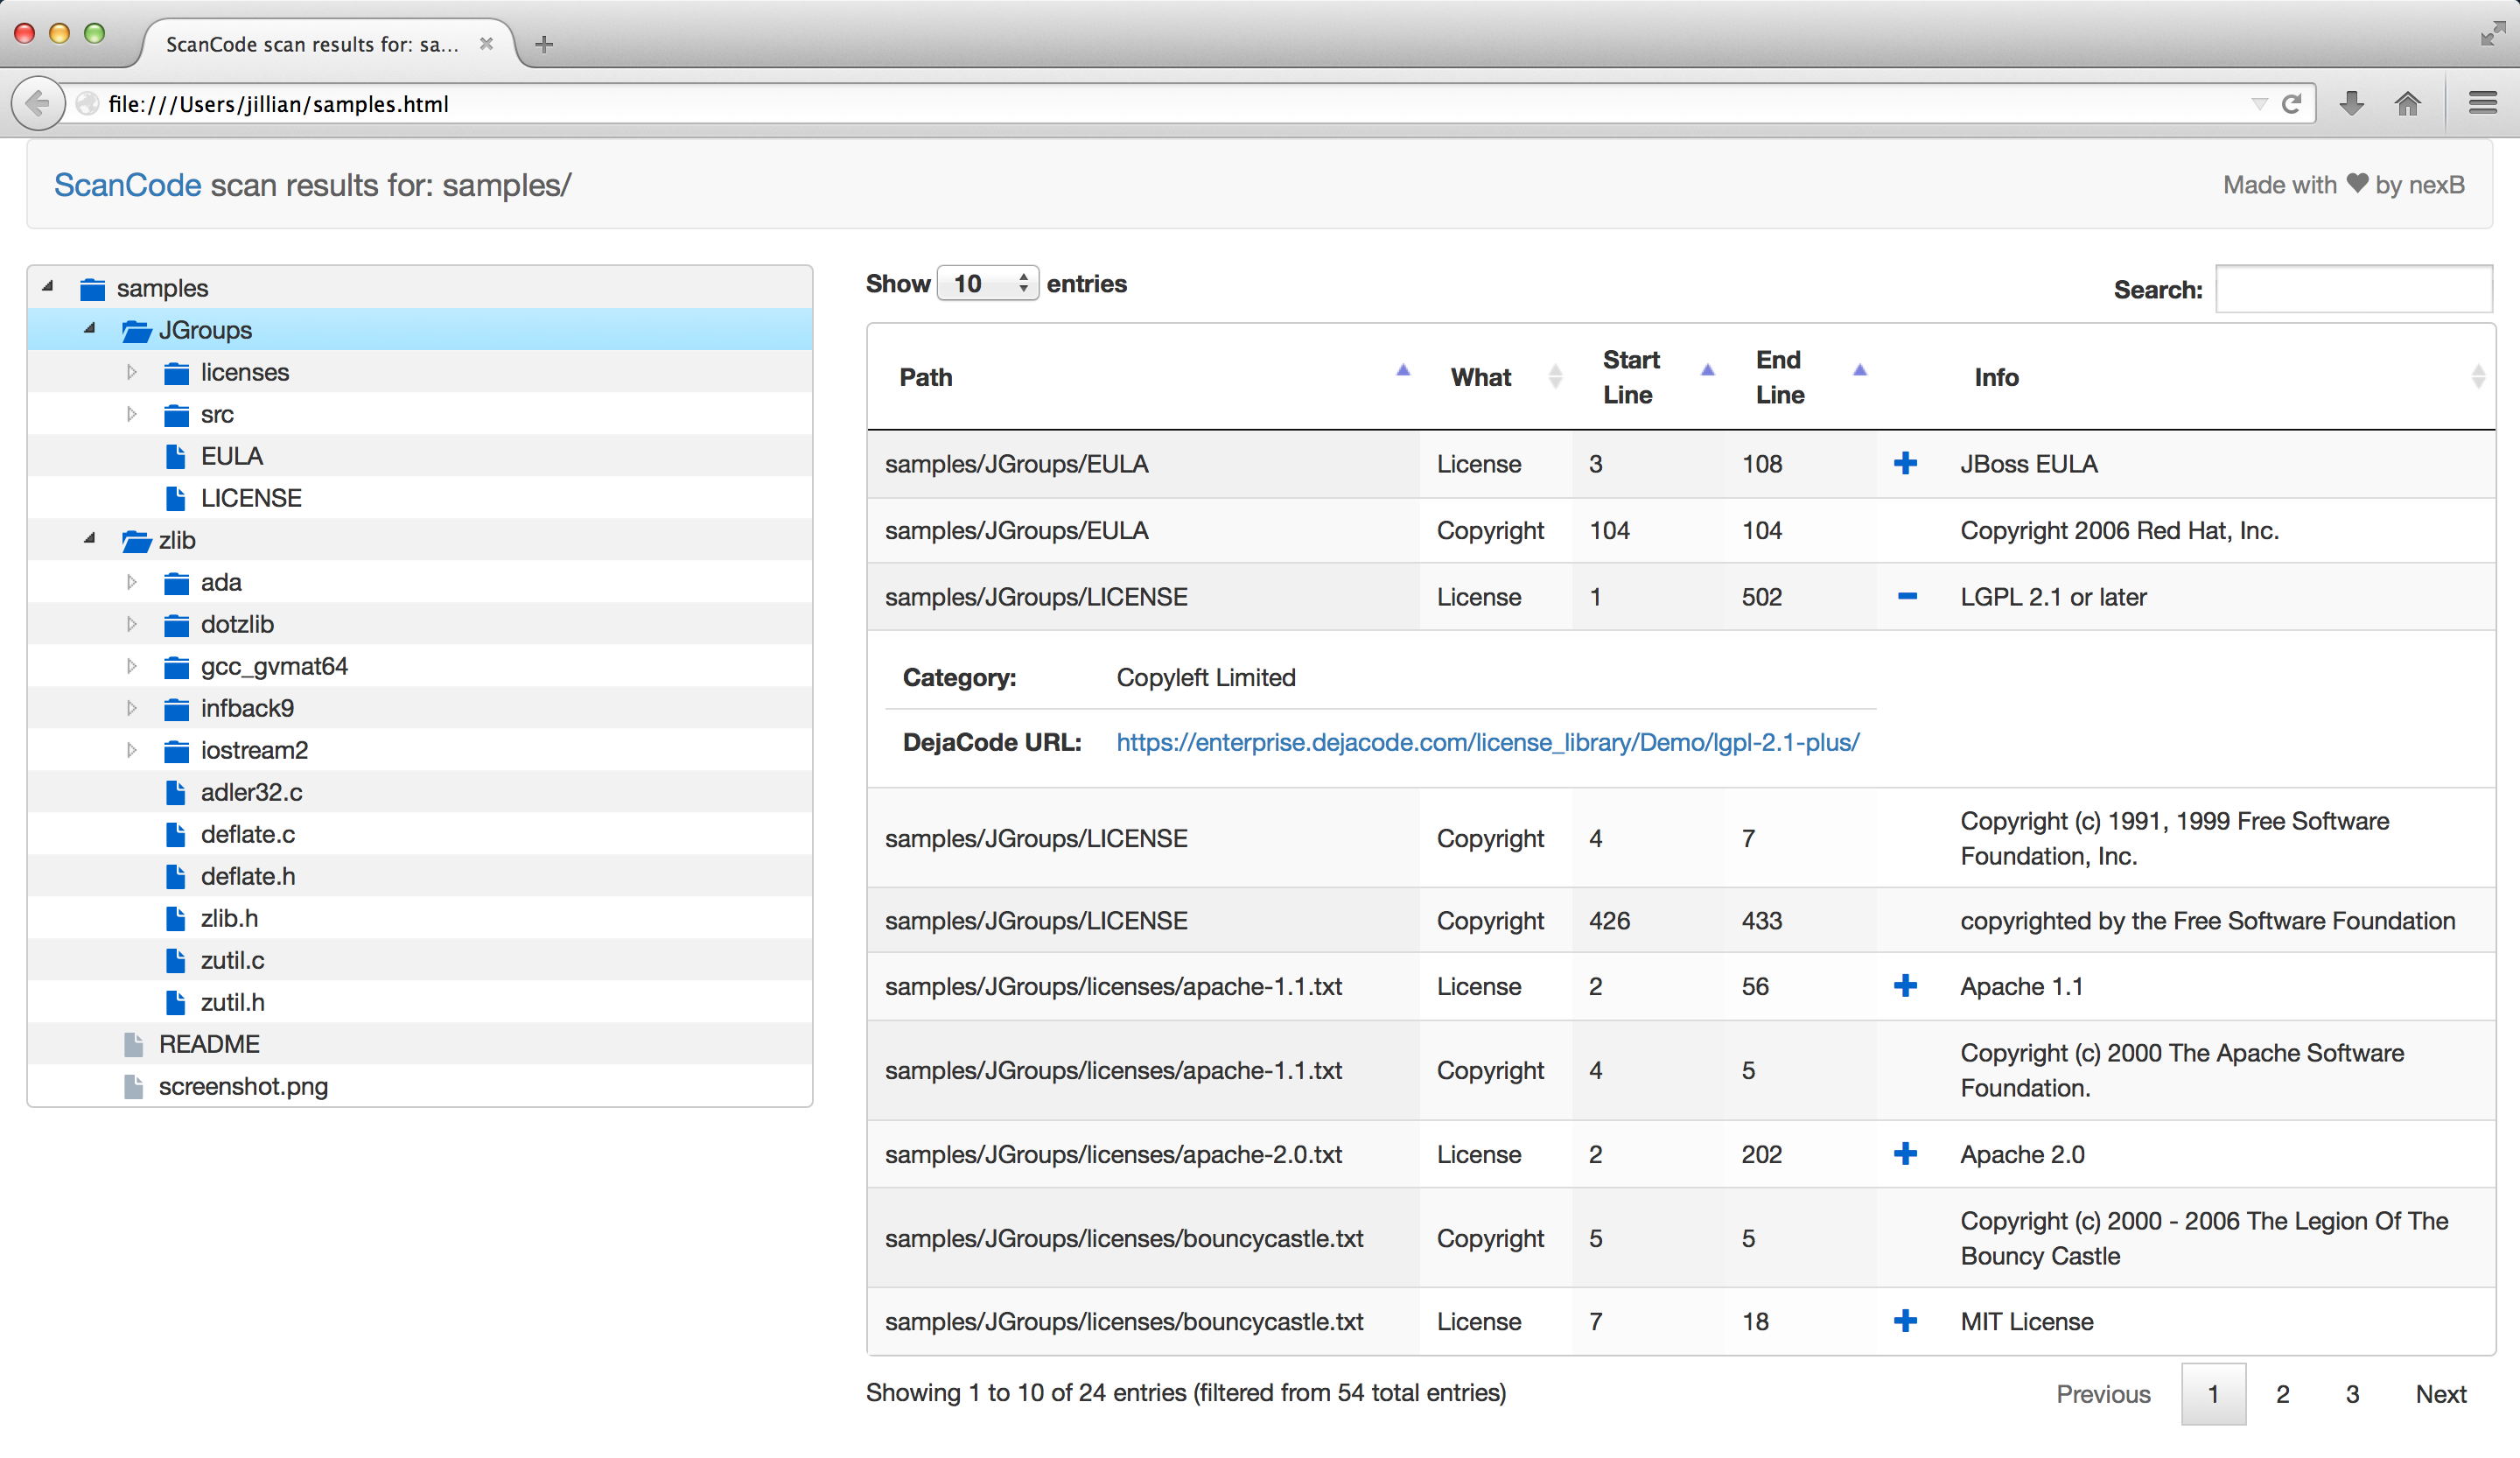 ScanCode scan results for: sa...
file:///Users/jillian/samples.html
ScanCode scan results for: samples/
Made with ♥ by nexB
samples
JGroups
licenses
src
EULA
LICENSE
zlib
ada
dotzlib
gcc_gvmat64
infback9
iostream2
adler32.c
deflate.c
deflate.h
zlib.h
zutil.c
zutil.h
README
screenshot.png
Show 10 entries
Search:
Path What Start Line End Line Info
samples/JGroups/EULA License 3 108 JBoss EULA
samples/JGroups/EULA Copyright 104 104 Copyright 2006 Red Hat, Inc.
samples/JGroups/LICENSE License 1 502 LGPL 2.1 or later
Category: Copyleft Limited
DejaCode URL: https://enterprise.dejacode.com/license_library/Demo/lgpl-2.1-plus/
samples/JGroups/LICENSE Copyright 4 7 Copyright (c) 1991, 1999 Free Software
Foundation, Inc.
samples/JGroups/LICENSE Copyright 426 433 copyrighted by the Free Software Foundation
samples/JGroups/licenses/apache-1.1.txt License 2 56 Apache 1.1
samples/JGroups/licenses/apache-1.1.txt Copyright 4 5 Copyright (c) 2000 The Apache Software
Foundation.
samples/JGroups/licenses/apache-2.0.txt License 2 202 Apache 2.0
samples/JGroups/licenses/bouncycastle.txt Copyright 5 5 Copyright (c) 2000 - 2006 The Legion Of The
Bouncy Castle
samples/JGroups/licenses/bouncycastle.txt License 7 18 MIT License
Showing 1 to 10 of 24 entries (filtered from 54 total entries)
Previous 1 2 3 Next